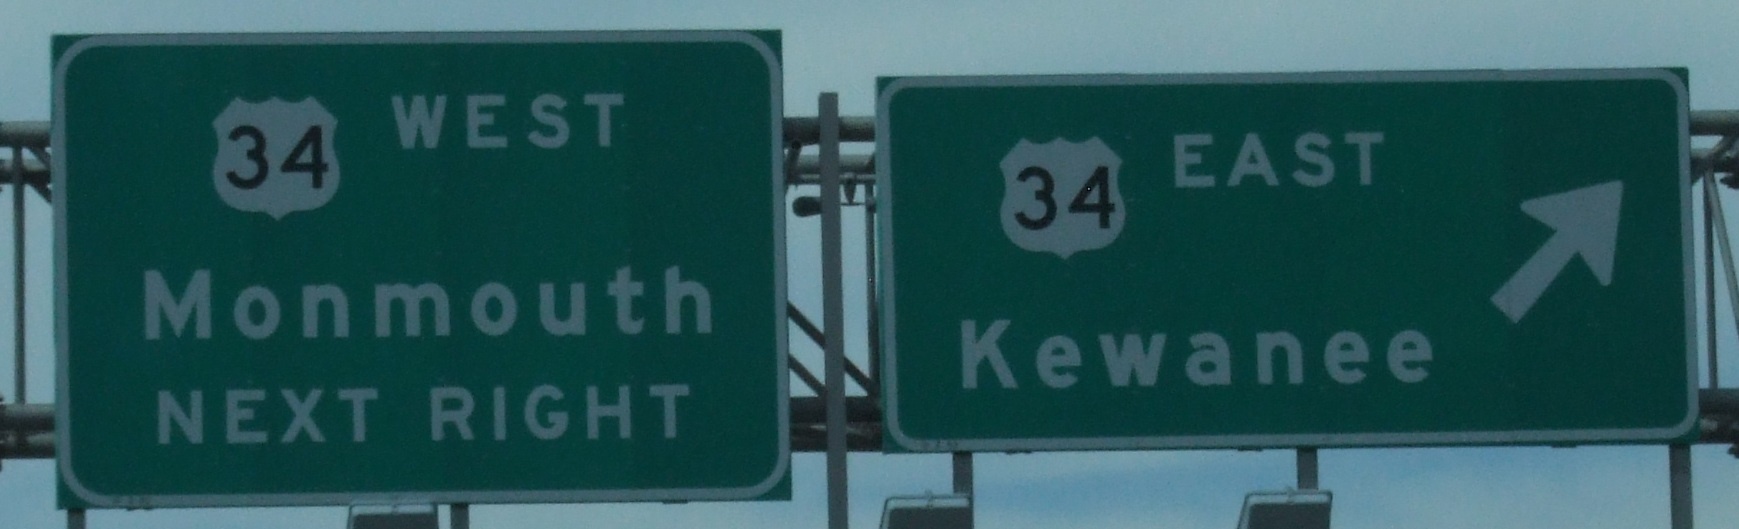 34 WEST
Monmouth
NEXT RIGHT
34 EAST
Kewanee